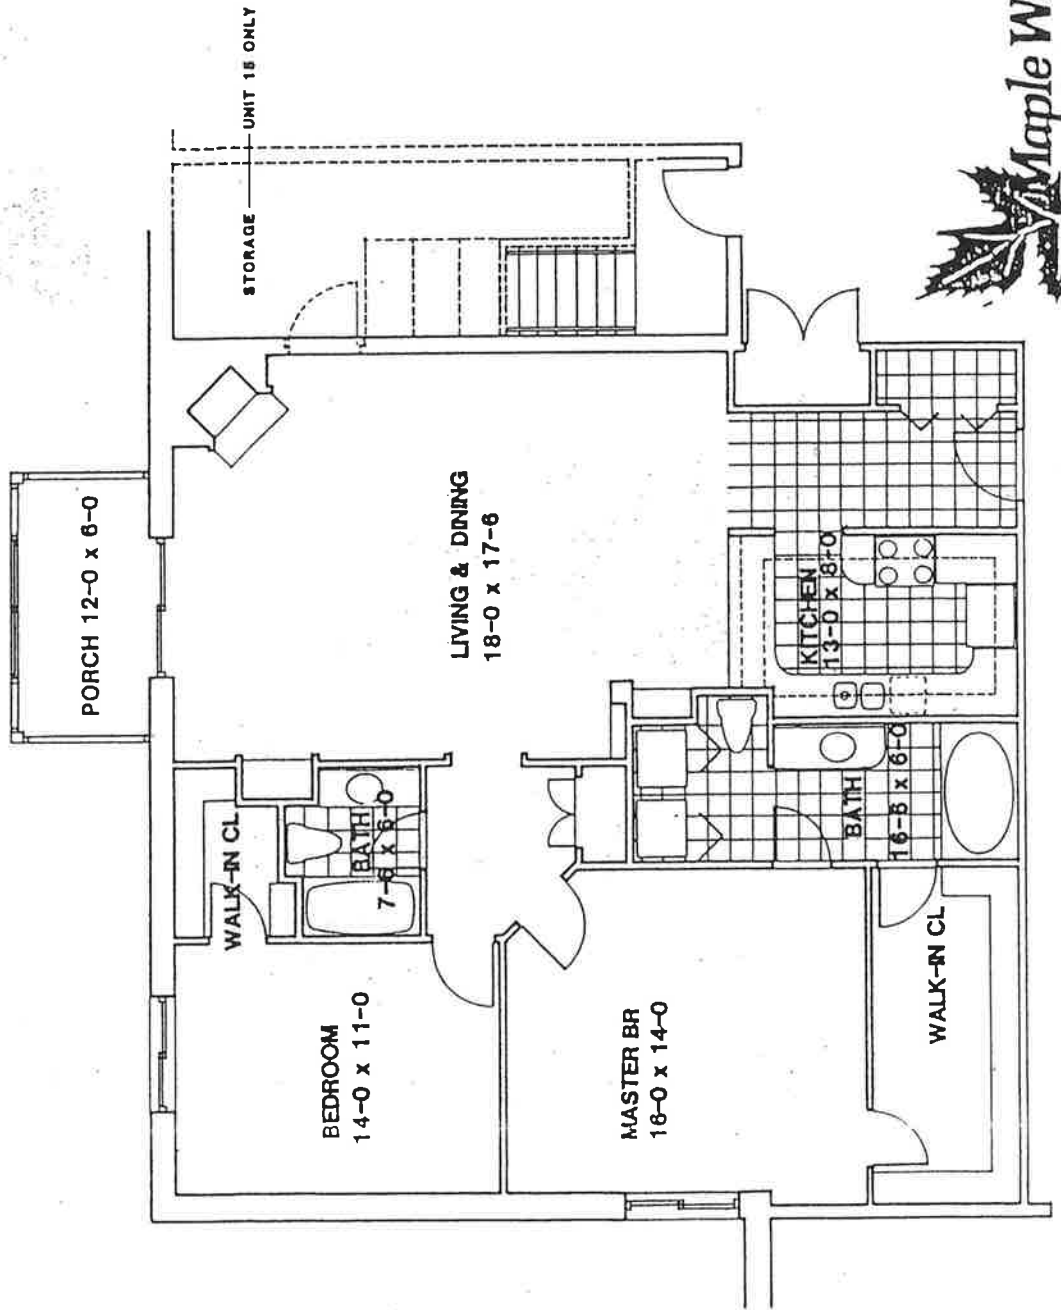 STORAGE — UNIT 15 ONLY
PORCH 12-0 x 6-0
LIVING & DINING
18-0 x 17-6
KITCHEN
13-0 x 8-0
WALK-IN CL
BATH
7-6 x 6-0
BATH
16-6 x 6-0
BEDROOM
14-0 x 11-0
MASTER BR
16-0 x 14-0
WALK-IN CL
Maple W